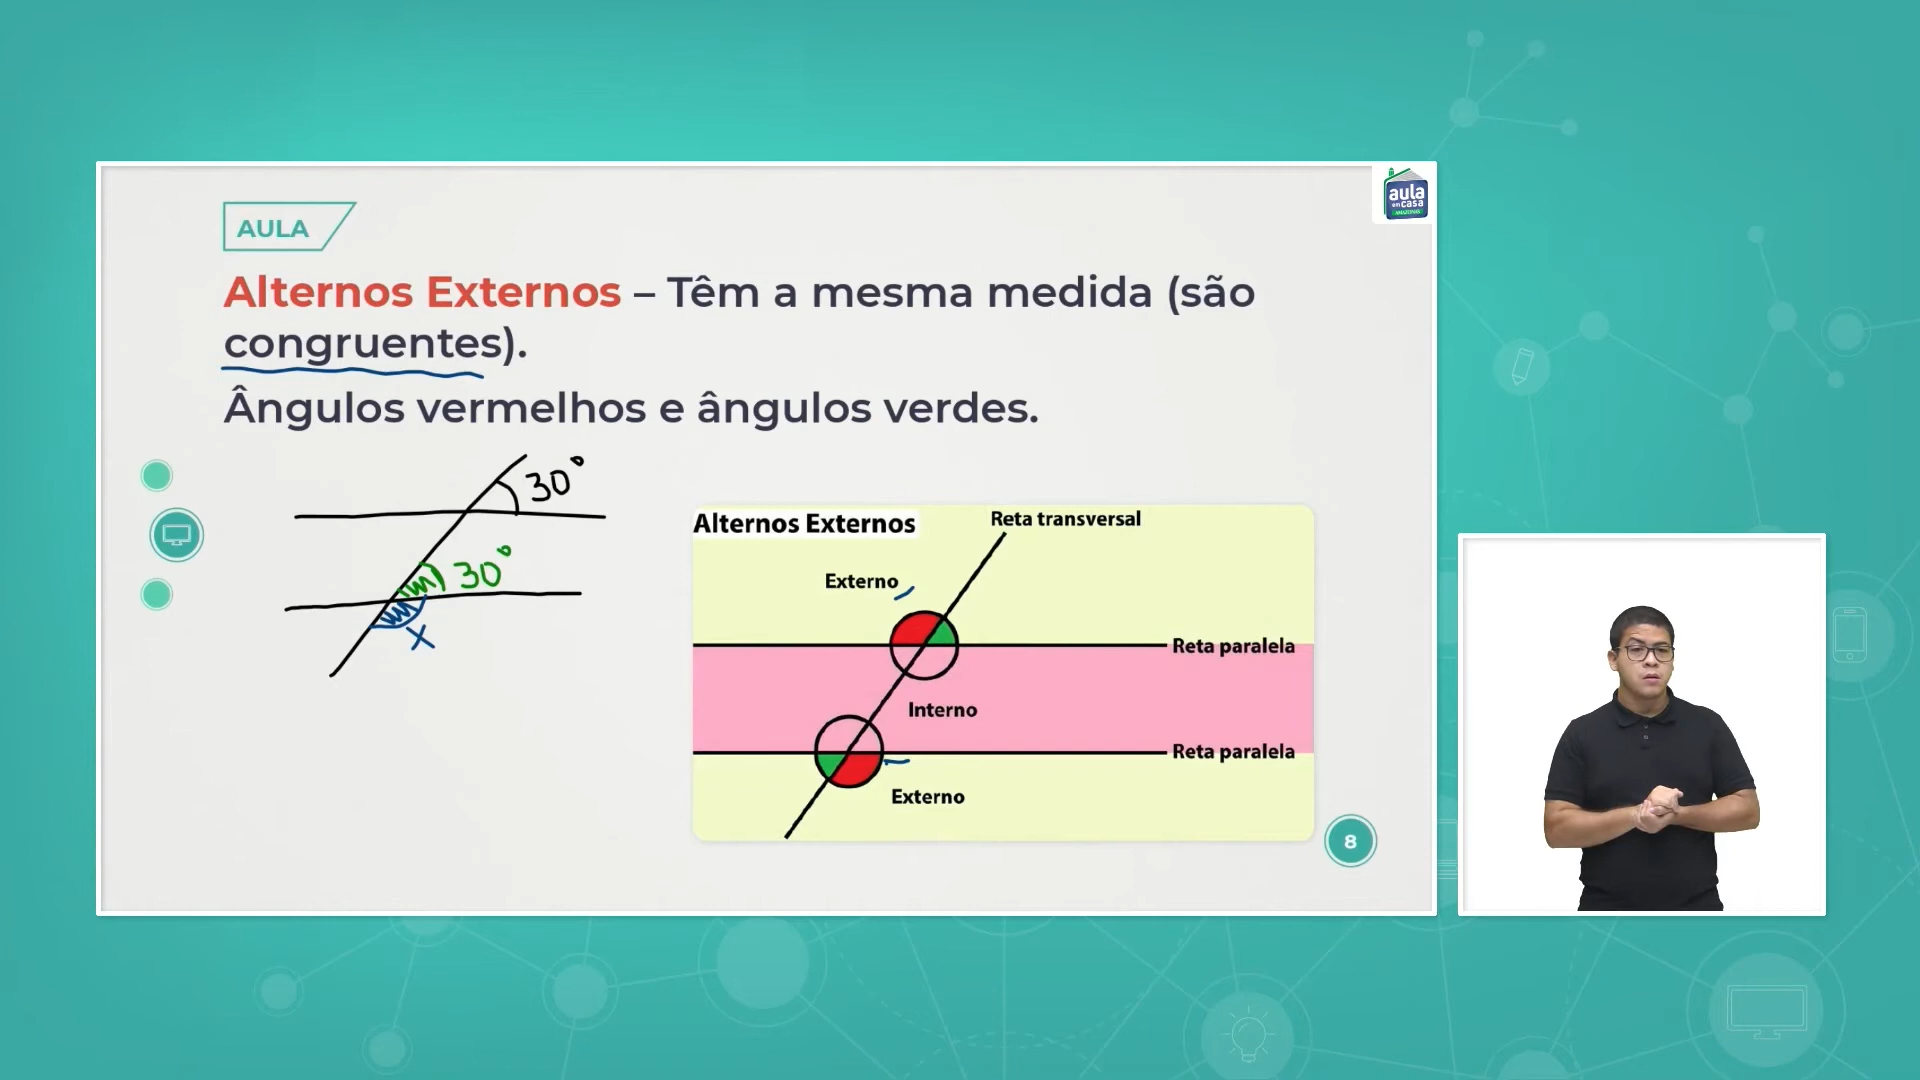 aula
em casa
AMAZONAS
AULA
Alternos Externos – Têm a mesma medida (são
congruentes).
Ângulos vermelhos e ângulos verdes.
30°
30°
x
Alternos Externos
Reta transversal
Externo
Reta paralela
Interno
Reta paralela
Externo
8